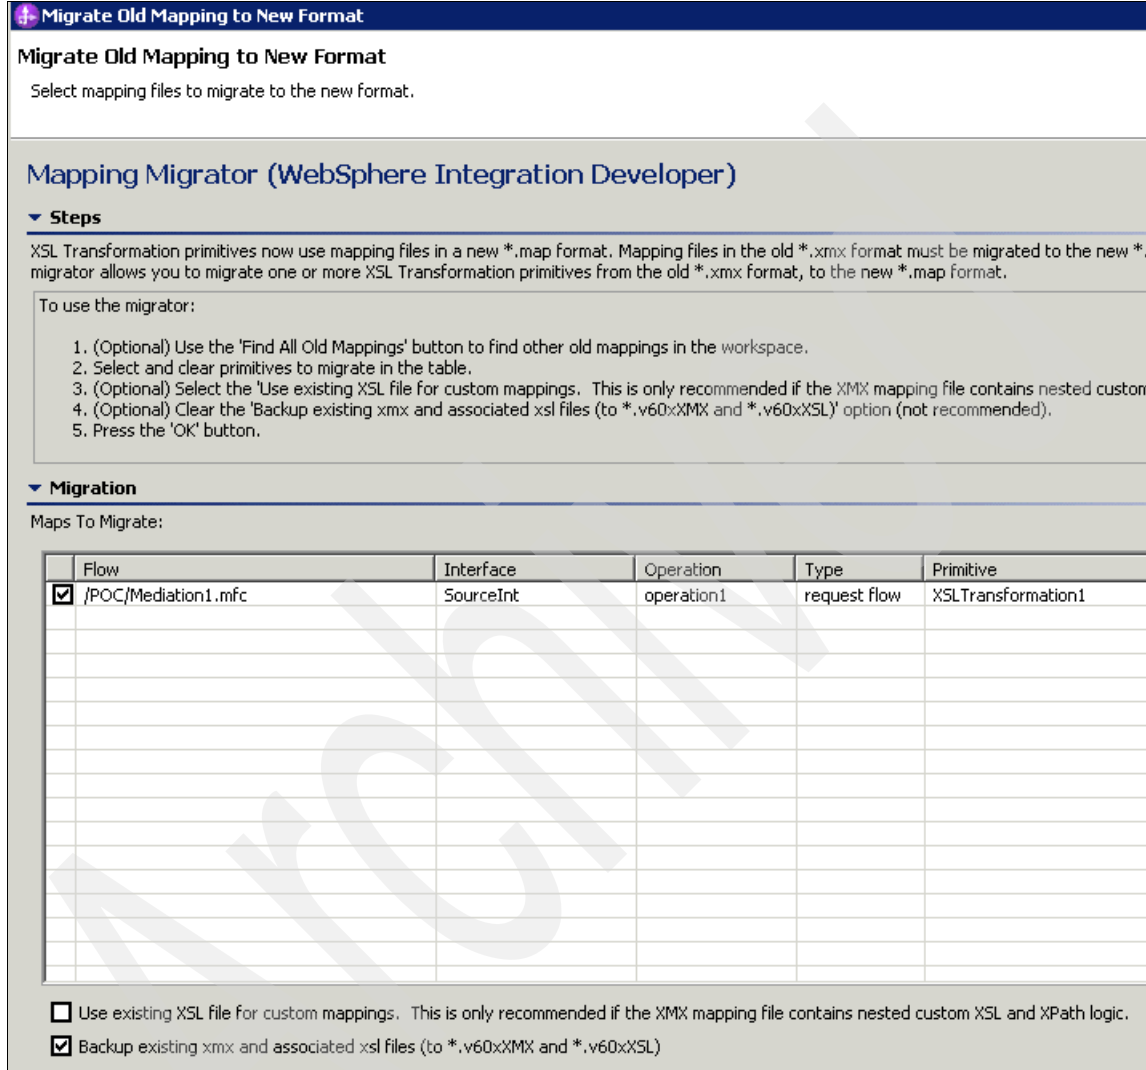 Migrate Old Mapping to New Format
Migrate Old Mapping to New Format
Select mapping files to migrate to the new format.
Mapping Migrator (WebSphere Integration Developer)
Steps
XSL Transformation primitives now use mapping files in a new *.map format. Mapping files in the old *.xmx format must be migrated to the new *.
migrator allows you to migrate one or more XSL Transformation primitives from the old *.xmx format, to the new *.map format.
To use the migrator:
1. (Optional) Use the 'Find All Old Mappings' button to find other old mappings in the workspace.
2. Select and clear primitives to migrate in the table.
3. (Optional) Select the 'Use existing XSL file for custom mappings. This is only recommended if the XMX mapping file contains nested custom
4. (Optional) Clear the 'Backup existing xmx and associated xsl files (to *.v60xXMX and *.v60xXSL)' option (not recommended).
5. Press the 'OK' button.
Migration
Maps To Migrate:
Flow Interface Operation Type Primitive
/POC/Mediation1.mfc SourceInt operation1 request flow XSLTransformation1
Use existing XSL file for custom mappings. This is only recommended if the XMX mapping file contains nested custom XSL and XPath logic.
Backup existing xmx and associated xsl files (to *.v60xXMX and *.v60xXSL)
Archiv